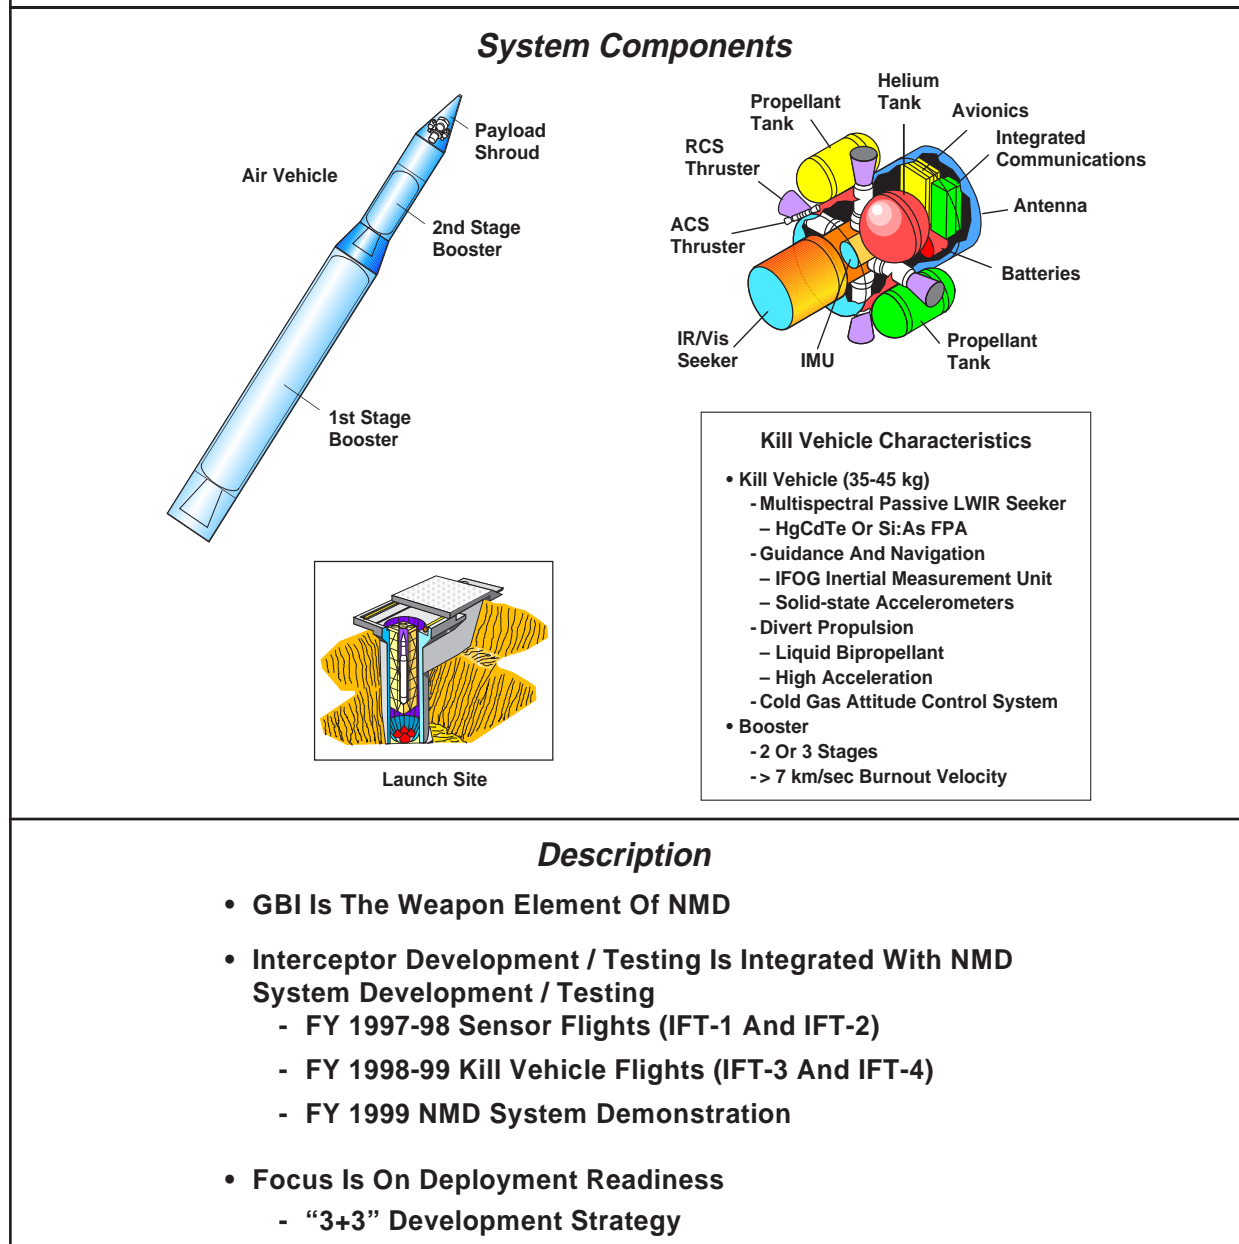 System Components
Air Vehicle
Payload
Shroud
2nd Stage
Booster
1st Stage
Booster
Launch Site
Propellant
Tank
Helium
Tank
Avionics
Integrated
Communications
RCS
Thruster
ACS
Thruster
Antenna
Batteries
IR/Vis
Seeker
IMU
Propellant
Tank
Kill Vehicle Characteristics
• Kill Vehicle (35-45 kg)
- Multispectral Passive LWIR Seeker
– HgCdTe Or Si:As FPA
- Guidance And Navigation
– IFOG Inertial Measurement Unit
– Solid-state Accelerometers
- Divert Propulsion
– Liquid Bipropellant
– High Acceleration
- Cold Gas Attitude Control System
• Booster
- 2 Or 3 Stages
- > 7 km/sec Burnout Velocity
Description
• GBI Is The Weapon Element Of NMD
• Interceptor Development / Testing Is Integrated With NMD
System Development / Testing
- FY 1997-98 Sensor Flights (IFT-1 And IFT-2)
- FY 1998-99 Kill Vehicle Flights (IFT-3 And IFT-4)
- FY 1999 NMD System Demonstration
• Focus Is On Deployment Readiness
- “3+3” Development Strategy